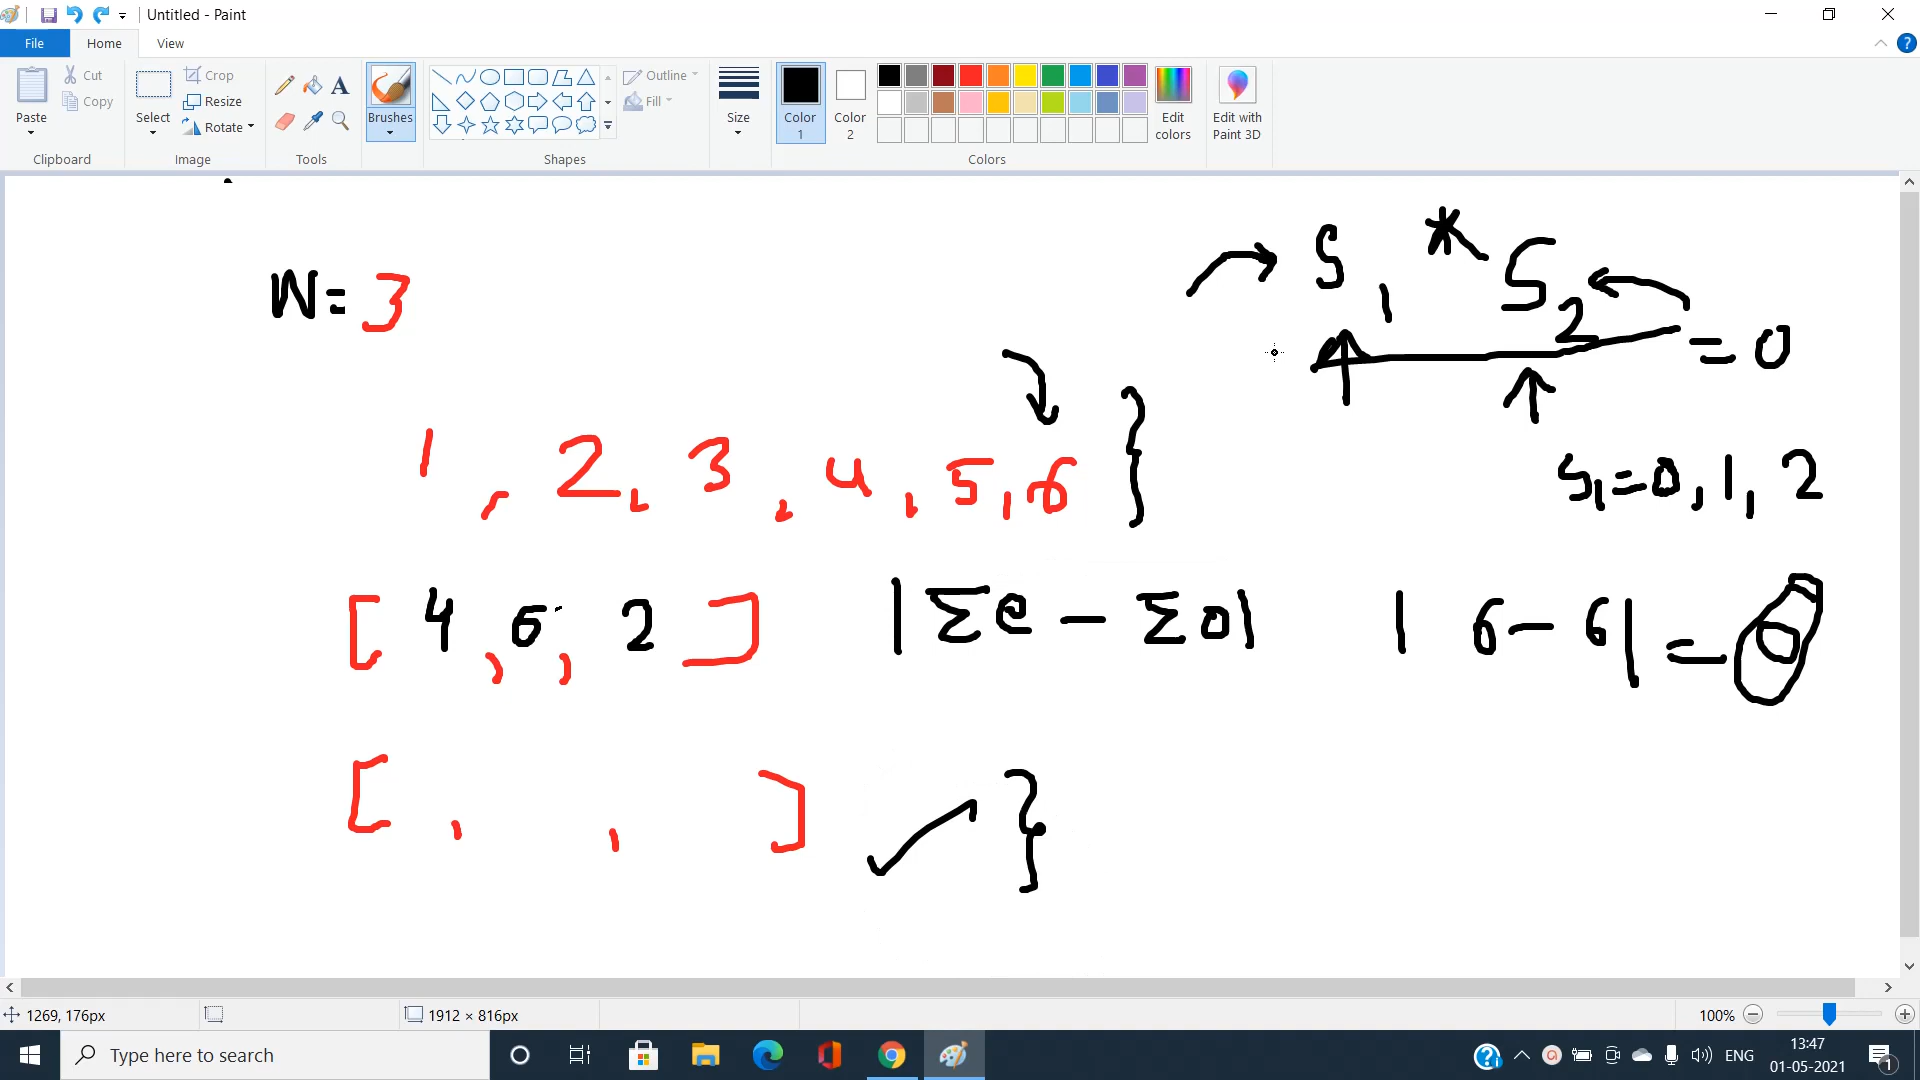 Untitled - Paint
File Home View
Cut
Copy
Paste
Clipboard
Crop
Resize
Rotate
Select
Image
Tools
Brushes
Outline
Fill
Shapes
Size
Color 1
Color 2
Edit colors
Colors
Edit with Paint 3D
N = 3
S1 * S2 = 0
1, 2, 3, 4, 5, 6 }
S1 = 0, 1, 2
[ 4, 6, 2 ] |Σe - Σo| | 6 - 6| = 0
[ , , ] }
1269, 176px
1912 × 816px
100%
Type here to search
ENG
13:47
01-05-2021
1